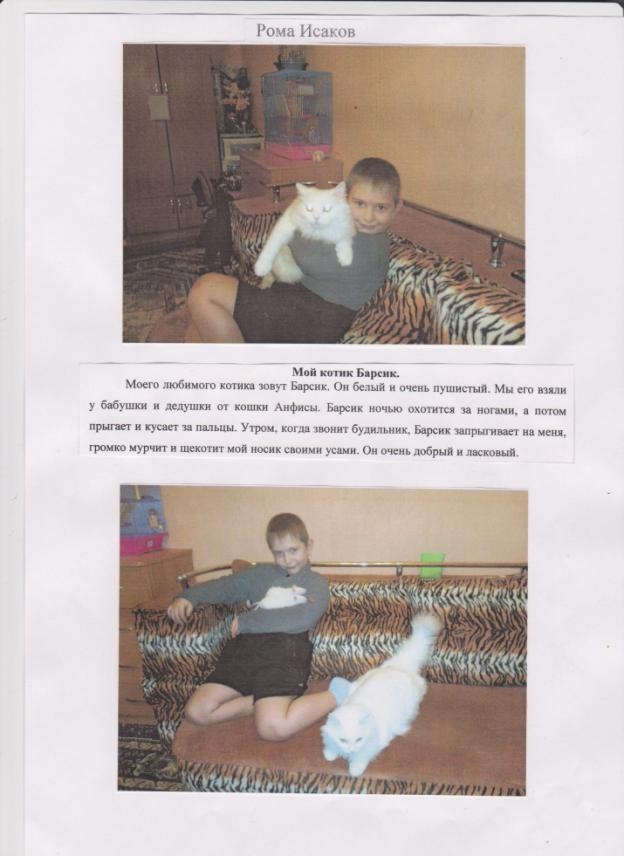 Рома Исаков
Мой котик Барсик.
Моего любимого котика зовут Барсик. Он белый и очень пушистый. Мы его взяли
у бабушки и дедушки от кошки Анфисы. Барсик ночью охотится за ногами, а потом
прыгает и кусает за пальцы. Утром, когда звонит будильник, Барсик запрыгивает на меня,
громко мурчит и щекотит мой носик своими усами. Он очень добрый и ласковый.